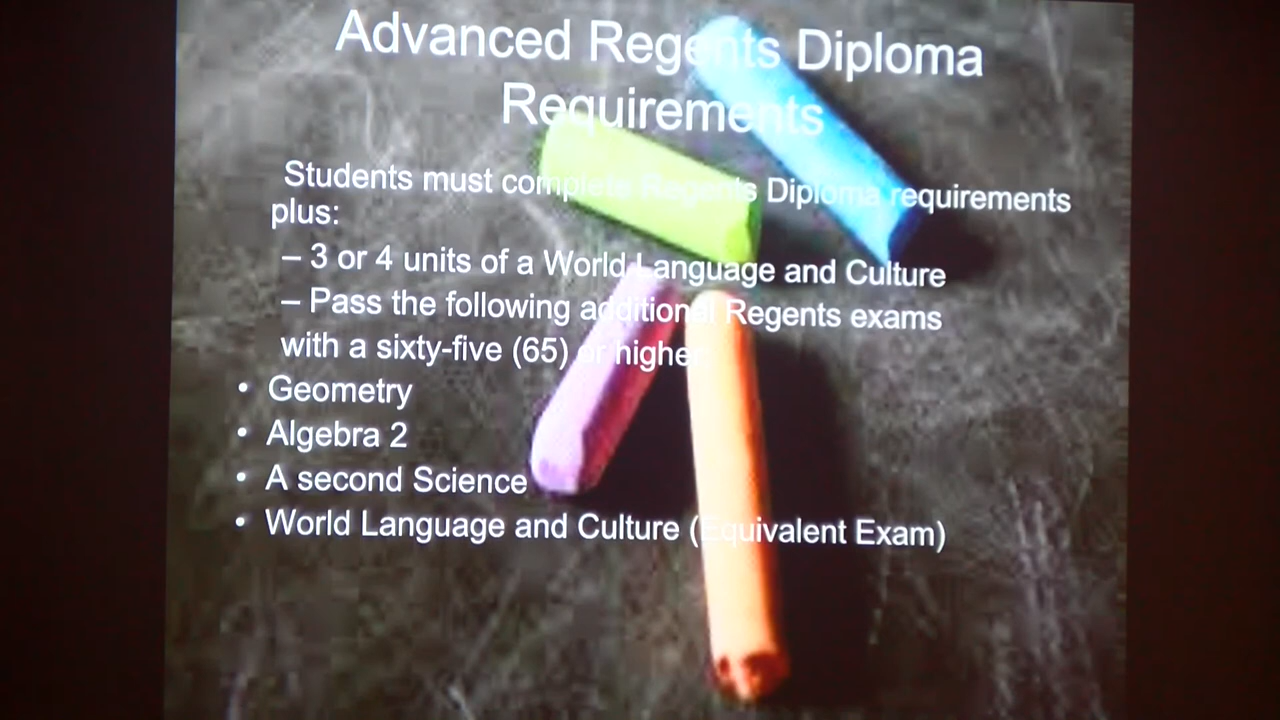 Advanced Regents Diploma
Requirements
Students must complete Regents Diploma requirements
plus:
– 3 or 4 units of a World Language and Culture
– Pass the following additional Regents exams
with a sixty-five (65) or higher
• Geometry
• Algebra 2
• A second Science
• World Language and Culture (Equivalent Exam)